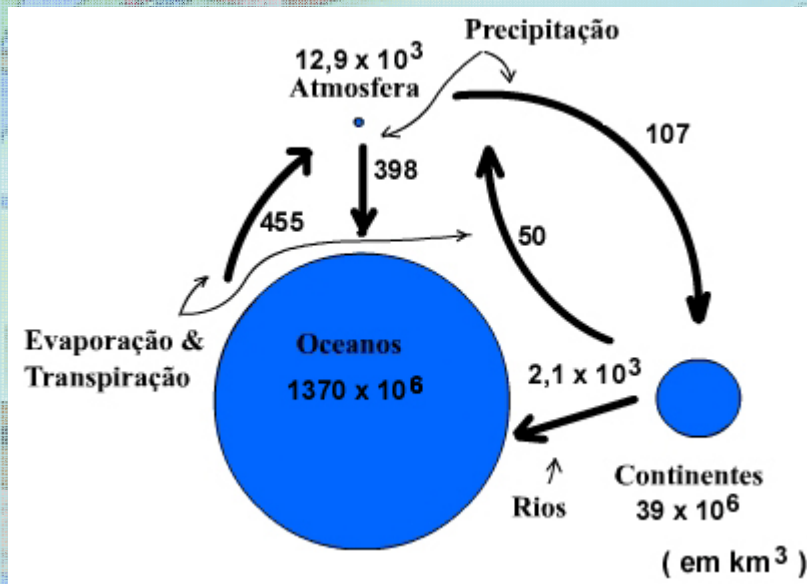 Precipitação
12,9 x 10³
Atmosfera
107
398
455
50
Evaporação &
Transpiração
Oceanos
1370 x 10⁶
2,1 x 10³
Rios
Continentes
39 x 10⁶
( em km³ )